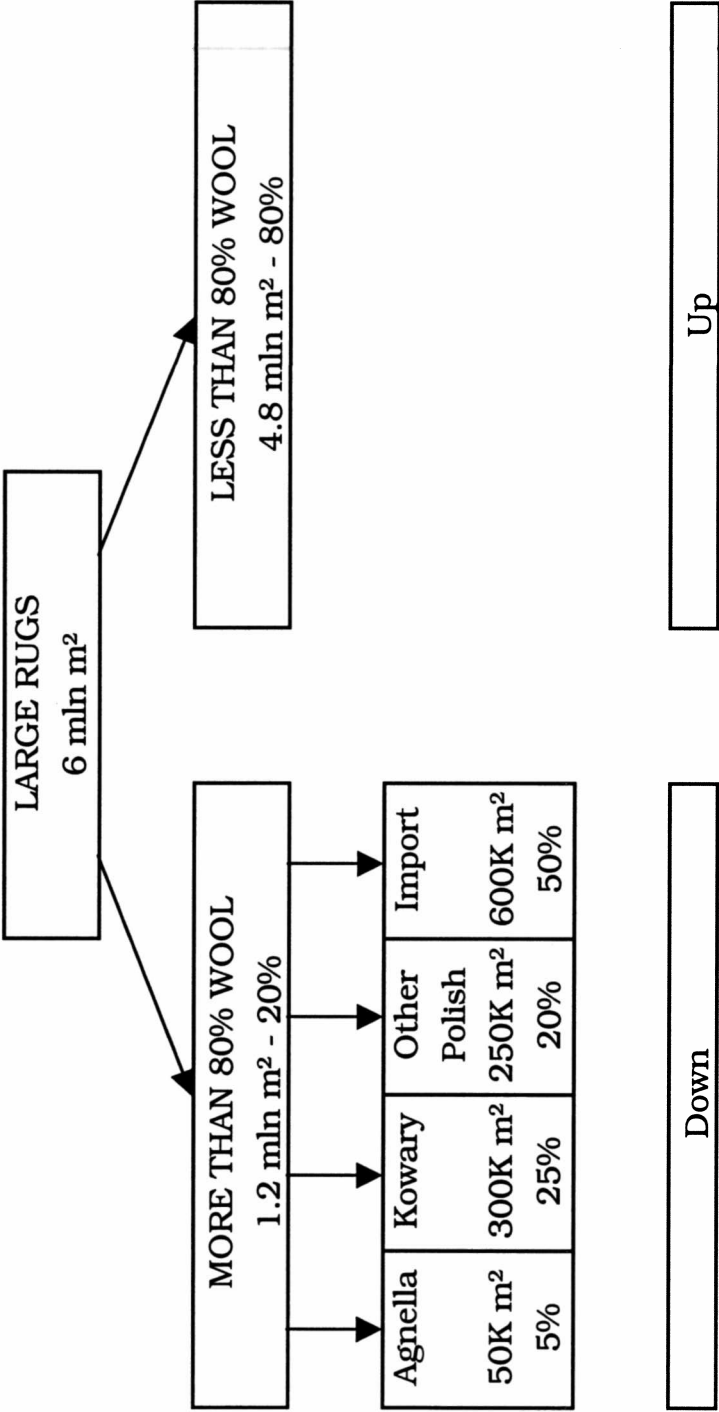 LARGE RUGS
6 mln m²
MORE THAN 80% WOOL
1.2 mln m² - 20%
LESS THAN 80% WOOL
4.8 mln m² - 80%
Agnella
50K m²
5%
Kowary
300K m²
25%
Other
Polish
250K m²
20%
Import
600K m²
50%
Down
Up